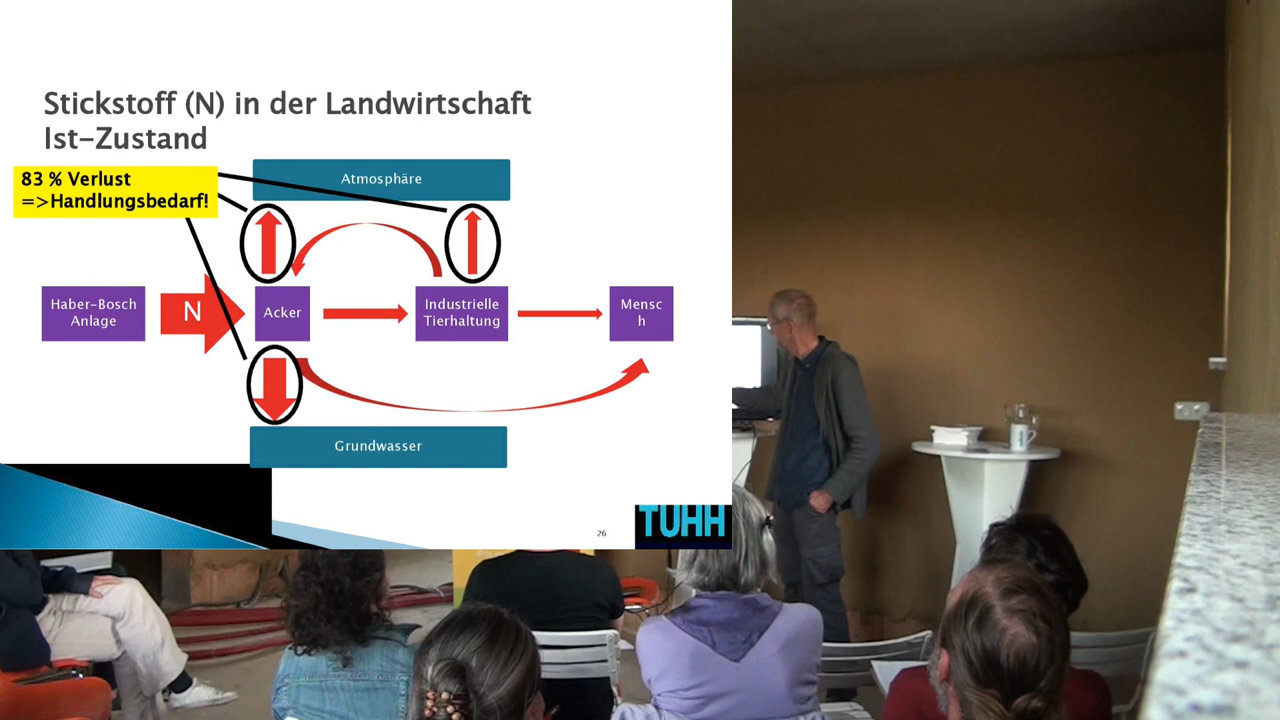 Stickstoff (N) in der Landwirtschaft
Ist-Zustand
83 % Verlust
=>Handlungsbedarf!
Atmosphäre
Haber-Bosch
Anlage
N
Acker
Industrielle
Tierhaltung
Mensc
h
Grundwasser
26
TUHH